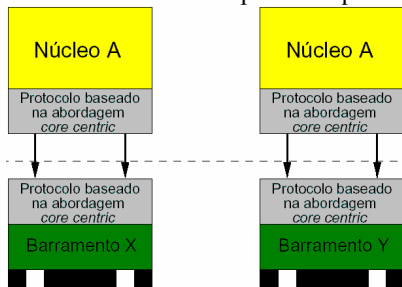 Núcleo A
Núcleo A
Protocolo baseado
na abordagem
core centric
Protocolo baseado
na abordagem
core centric
Protocolo baseado
na abordagem
core centric
Protocolo baseado
na abordagem
core centric
Barramento X
Barramento Y